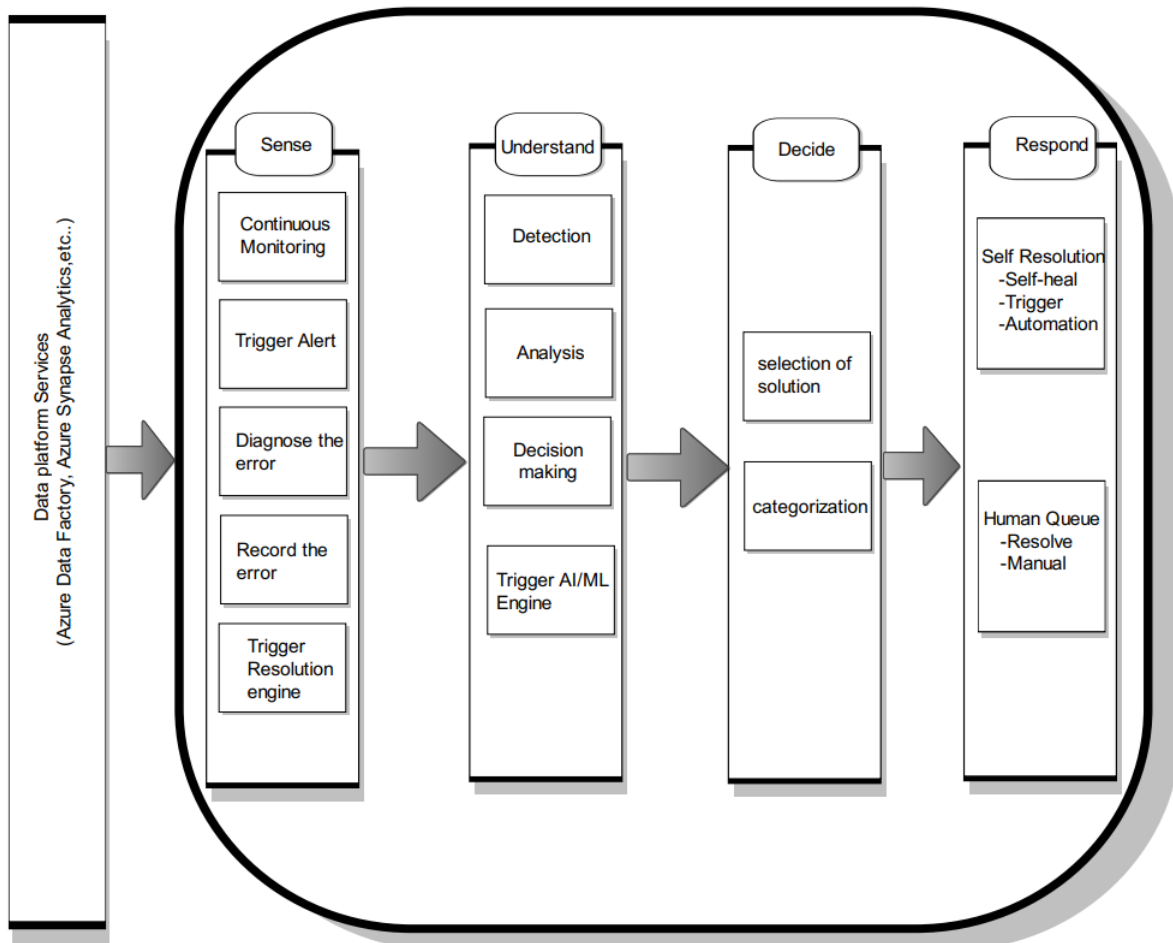 Data platform Services
(Azure Data Factory, Azure Synapse Analytics,etc..)
Sense
Continuous
Monitoring
Trigger Alert
Diagnose the
error
Record the
error
Trigger
Resolution
engine
Understand
Detection
Analysis
Decision
making
Trigger AI/ML
Engine
Decide
selection of
solution
categorization
Respond
Self Resolution
-Self-heal
-Trigger
-Automation
Human Queue
-Resolve
-Manual